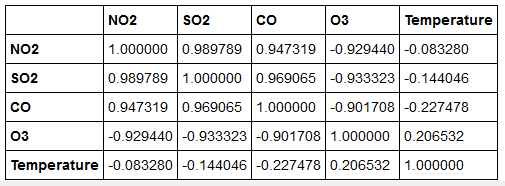 NO2 SO2 CO O3 Temperature
NO2 1.000000 0.989789 0.947319 -0.929440 -0.083280
SO2 0.989789 1.000000 0.969065 -0.933323 -0.144046
CO 0.947319 0.969065 1.000000 -0.901708 -0.227478
O3 -0.929440 -0.933323 -0.901708 1.000000 0.206532
Temperature -0.083280 -0.144046 -0.227478 0.206532 1.000000